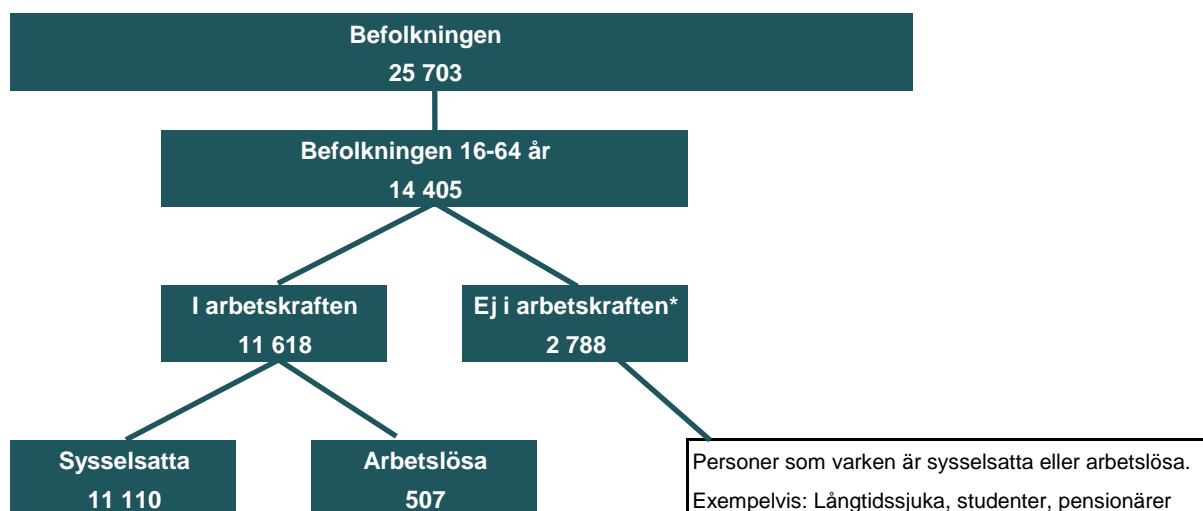 Befolkningen
25 703
Befolkningen 16-64 år
14 405
I arbetskraften
11 618
Ej i arbetskraften*
2 788
Sysselsatta
11 110
Arbetslösa
507
Personer som varken är sysselsatta eller arbetslösa.
Exempelvis: Långtidssjuka, studenter, pensionärer